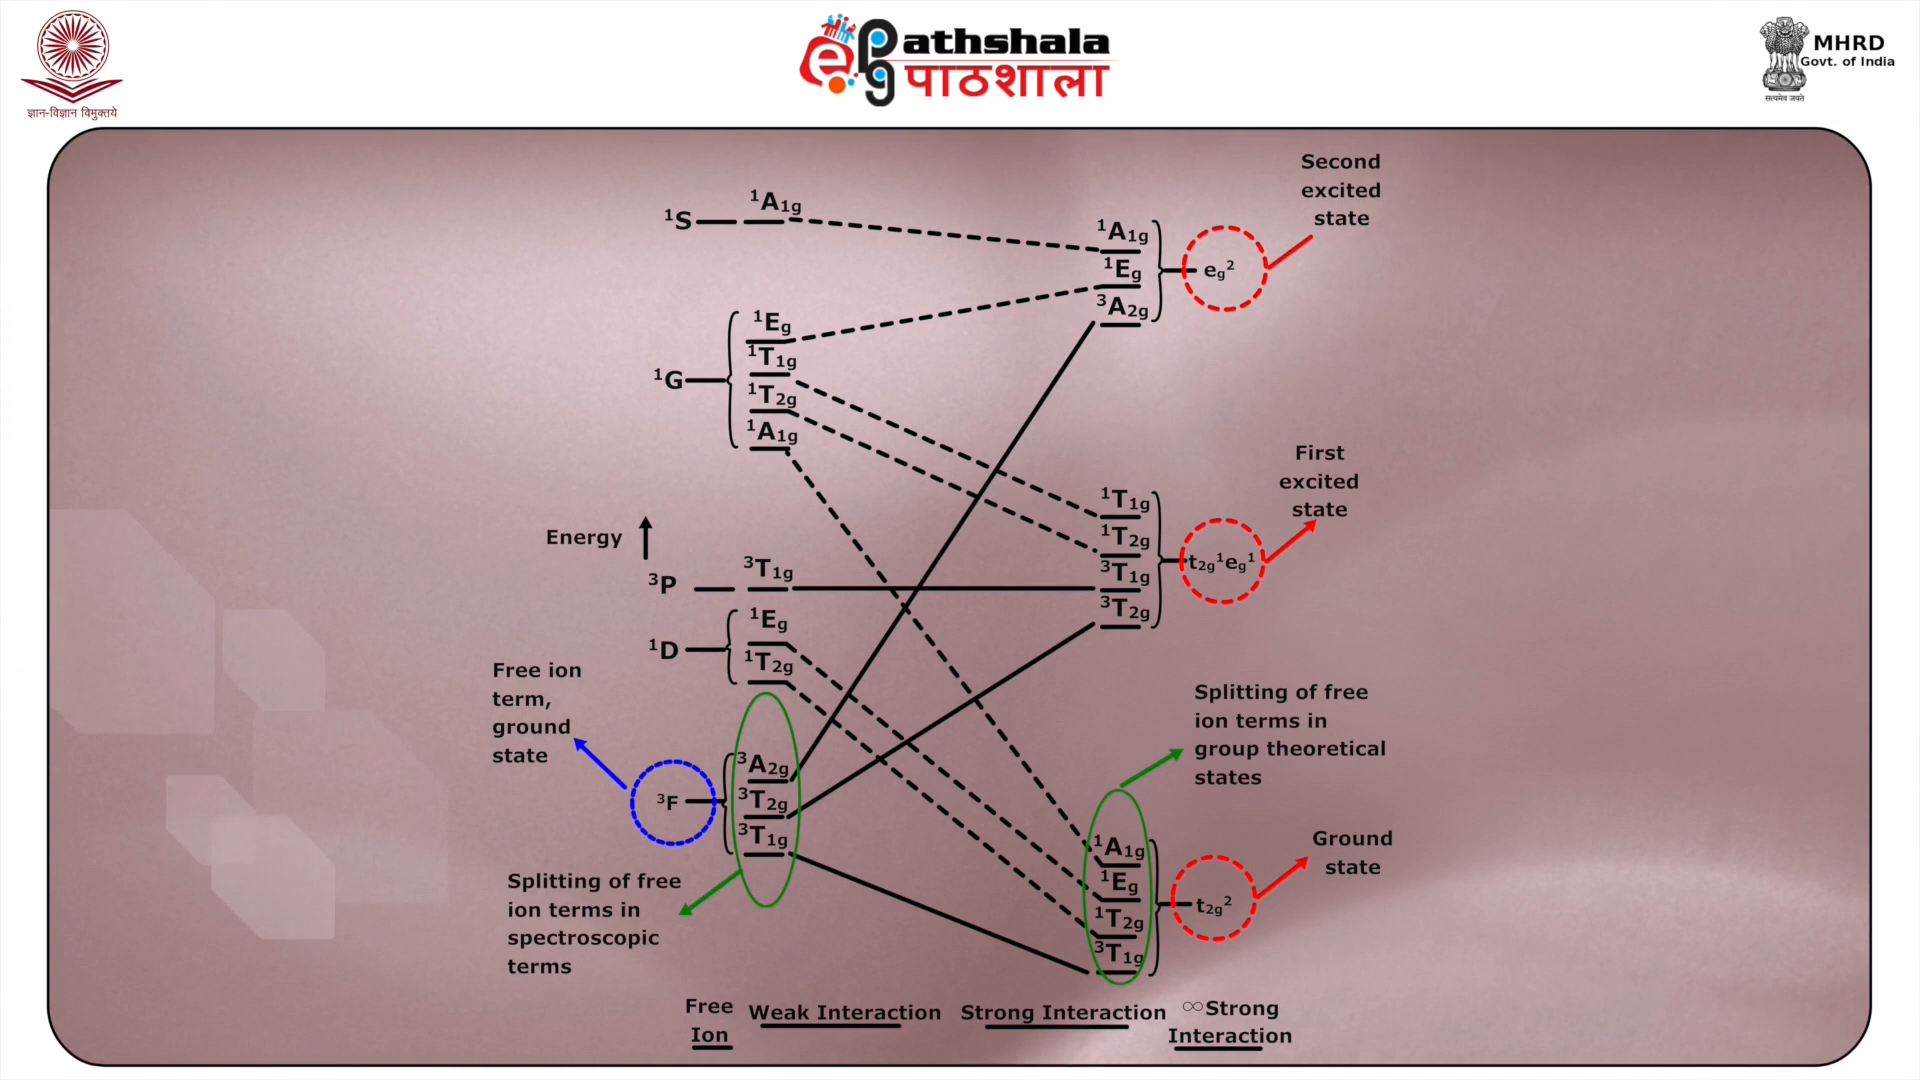 ज्ञान-विज्ञान विमुक्तये
ePG Pathshala
पाठशाला
MHRD
Govt. of India
सत्यमेव जयते
Second
excited
state
¹S
¹A₁g
¹A₁g
¹Eg
³A₂g
eg²
¹G
¹Eg
¹T₁g
¹T₂g
¹A₁g
First
excited
state
Energy
³P
³T₁g
¹T₁g
¹T₂g
³T₁g
³T₂g
t₂g¹eg¹
¹D
¹Eg
¹T₂g
Free ion
term,
ground
state
³F
³A₂g
³T₂g
³T₁g
Splitting of free
ion terms in
group theoretical
states
Splitting of free
ion terms in
spectroscopic
terms
¹A₁g
¹Eg
¹T₂g
³T₁g
t₂g²
Ground
state
Free
Ion
Weak Interaction
Strong Interaction
∞Strong
Interaction